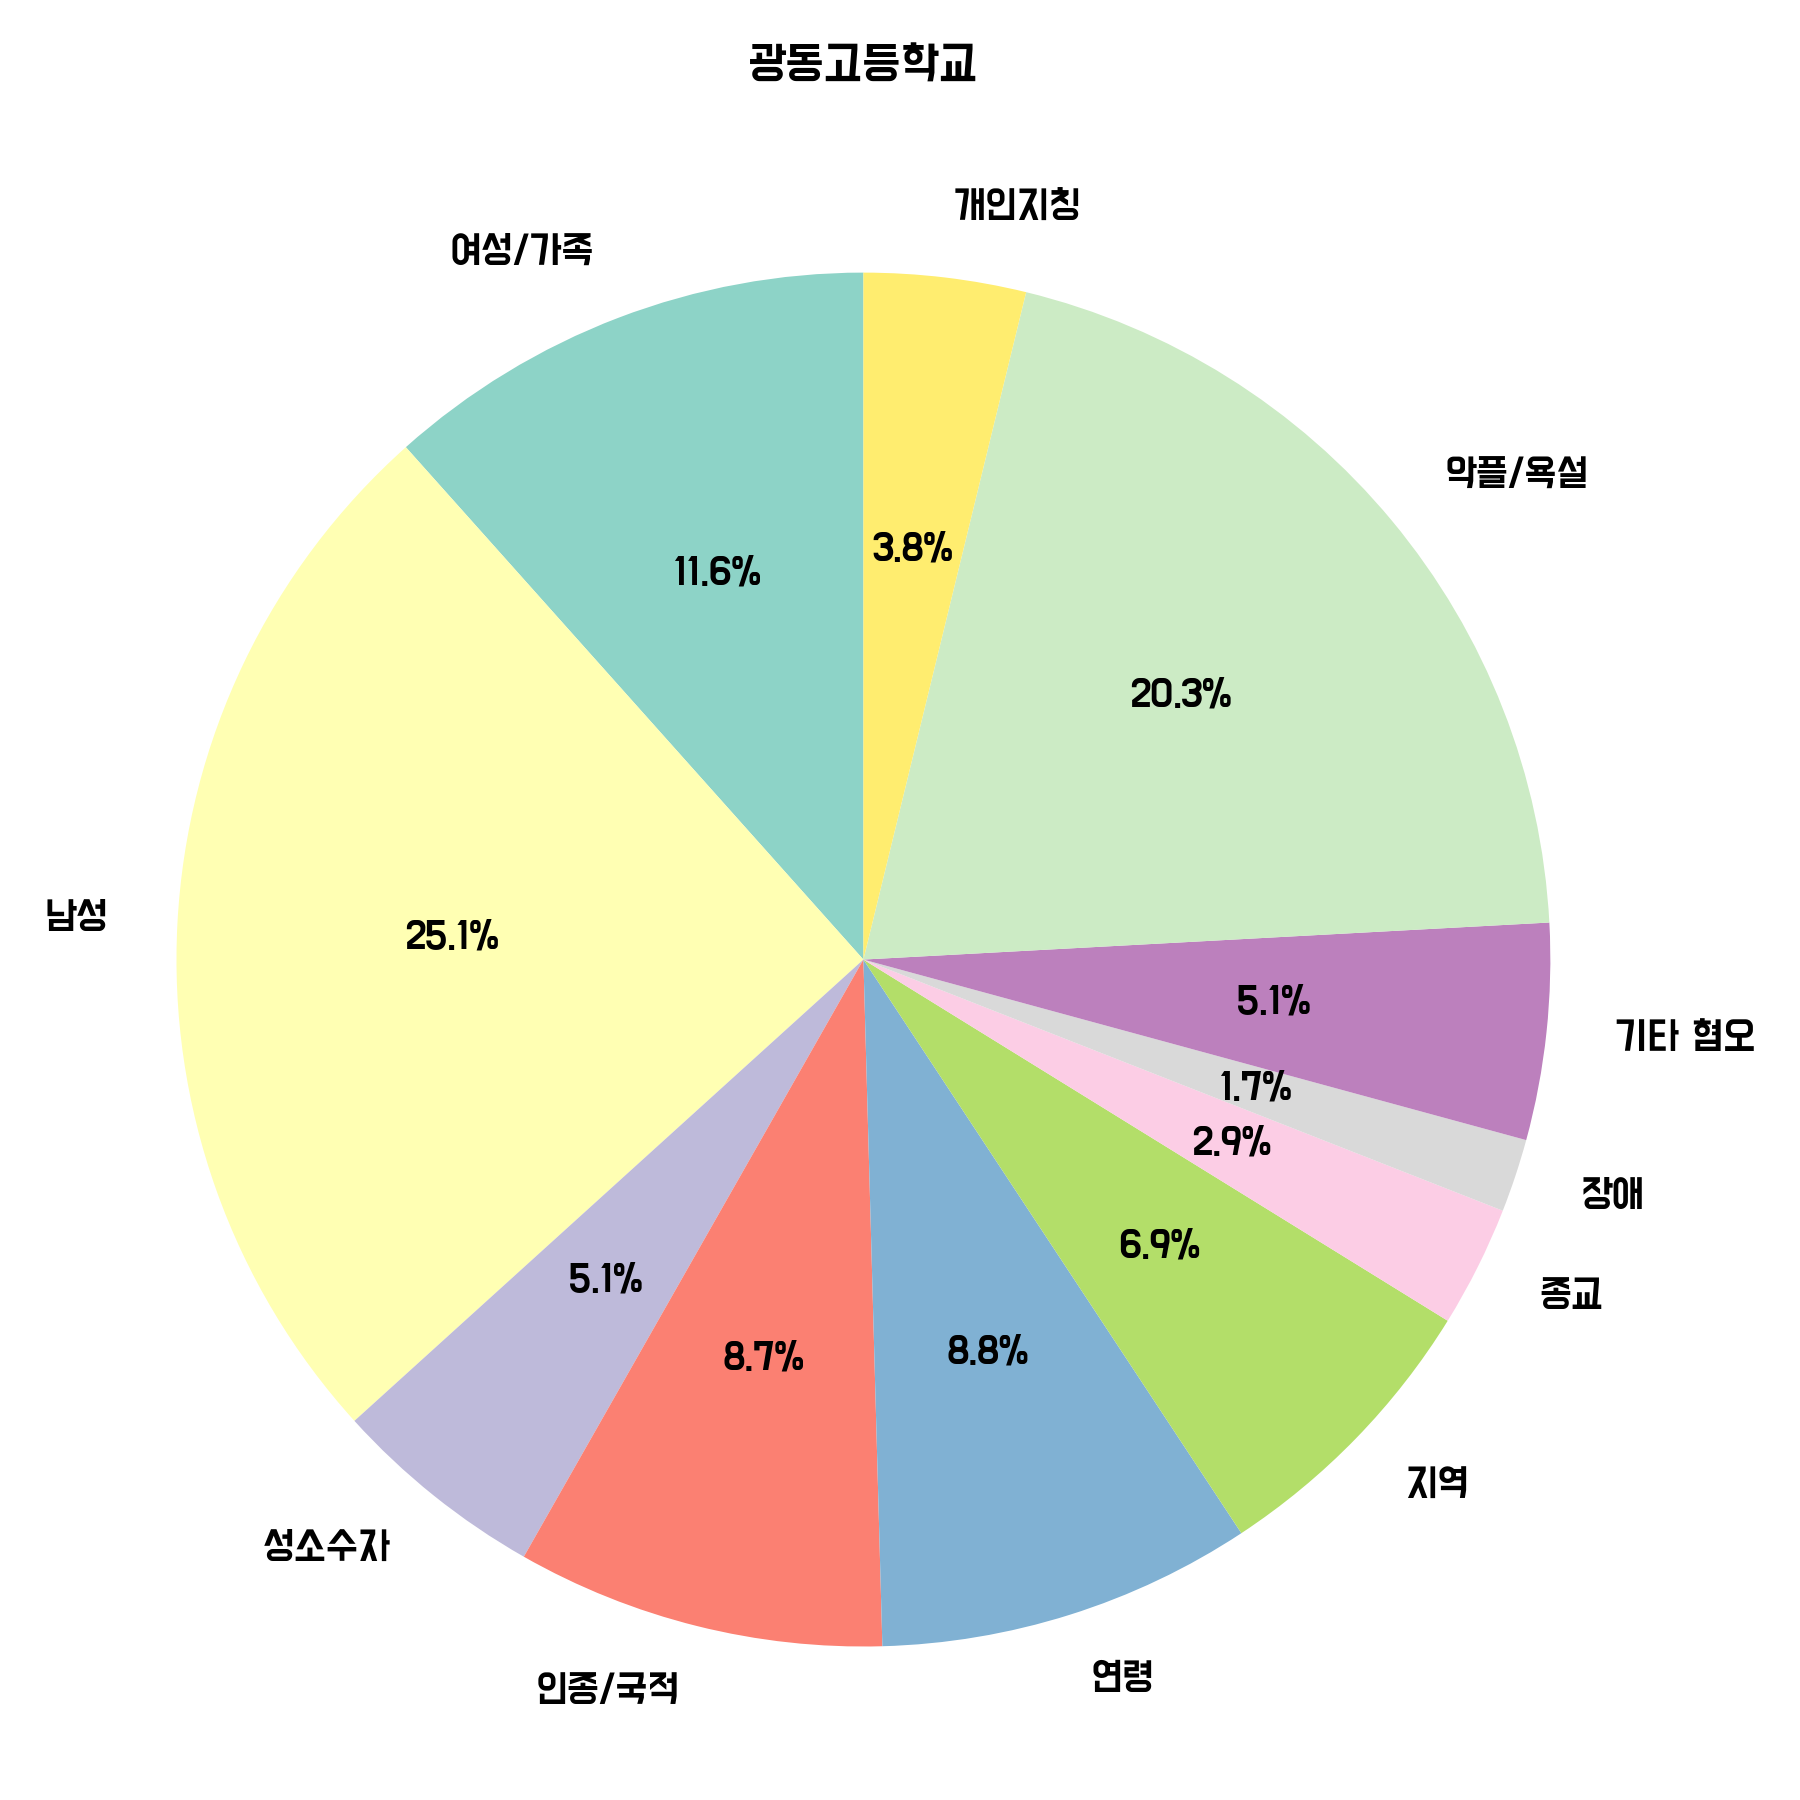 광동고등학교
개인지칭
여성/가족
악플/욕설
3.8%
11.6%
20.3%
남성
25.1%
5.1%
기타 혐오
1.7%
2.9%
장애
6.9%
종교
5.1%
8.7%
8.8%
지역
성소수자
인종/국적
연령